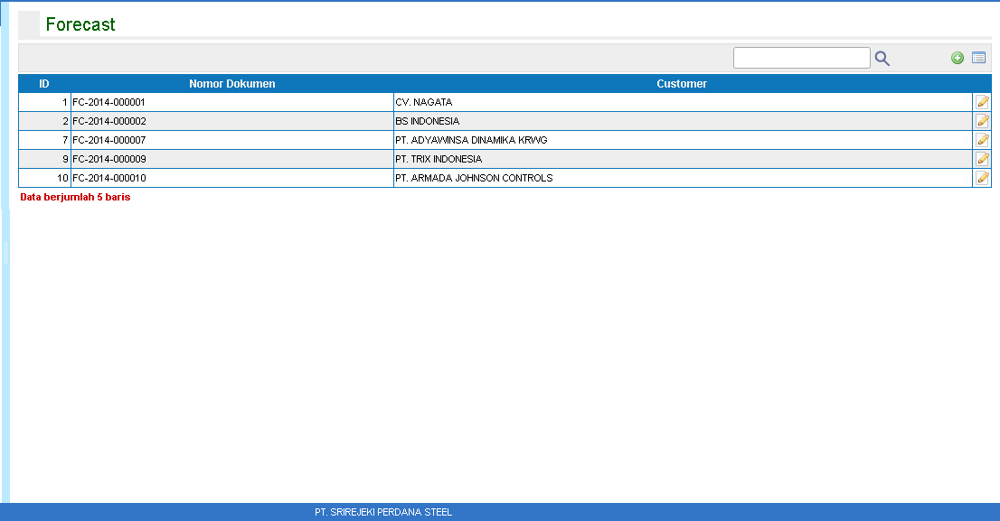 Forecast
ID Nomor Dokumen Customer
1 FC-2014-000001 CV. NAGATA
2 FC-2014-000002 BS INDONESIA
7 FC-2014-000007 PT. ADYAWINSA DINAMIKA KRWG
9 FC-2014-000009 PT. TRIX INDONESIA
10 FC-2014-000010 PT. ARMADA JOHNSON CONTROLS
Data berjumlah 5 baris
PT. SRIREJEKI PERDANA STEEL